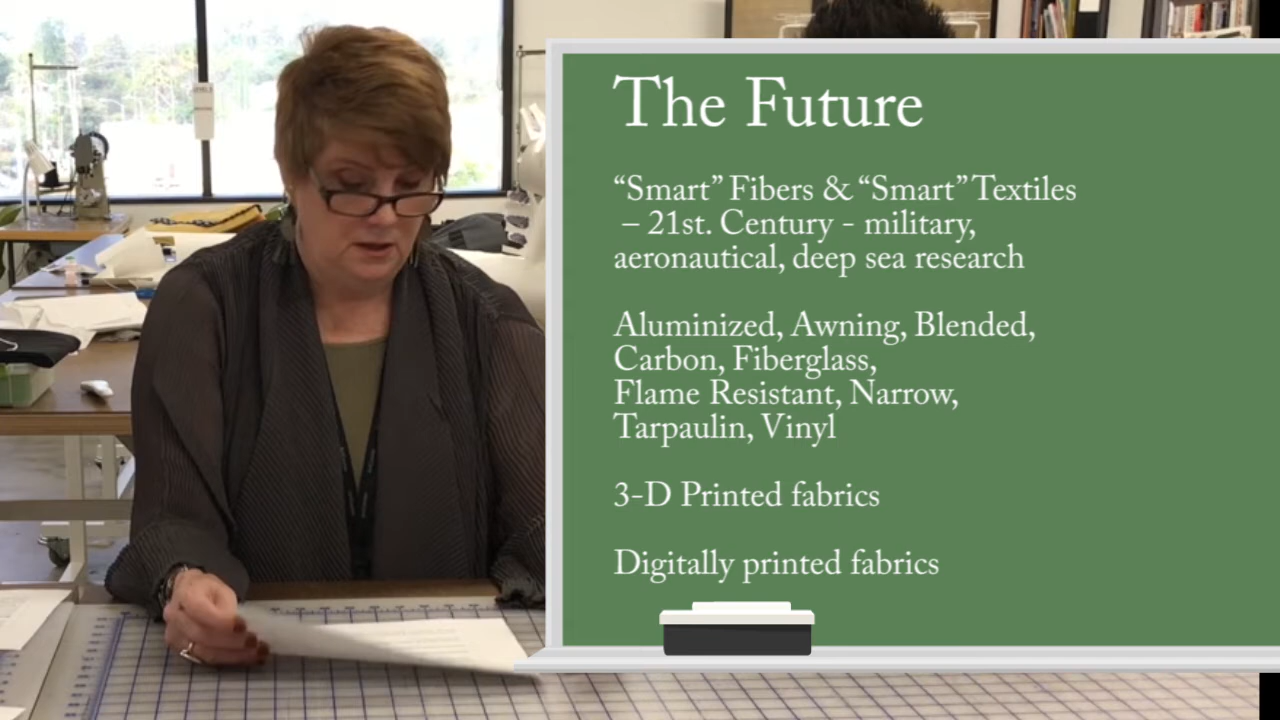 The Future
“Smart” Fibers & “Smart” Textiles
– 21st. Century - military,
aeronautical, deep sea research
Aluminized, Awning, Blended,
Carbon, Fiberglass,
Flame Resistant, Narrow,
Tarpaulin, Vinyl
3-D Printed fabrics
Digitally printed fabrics